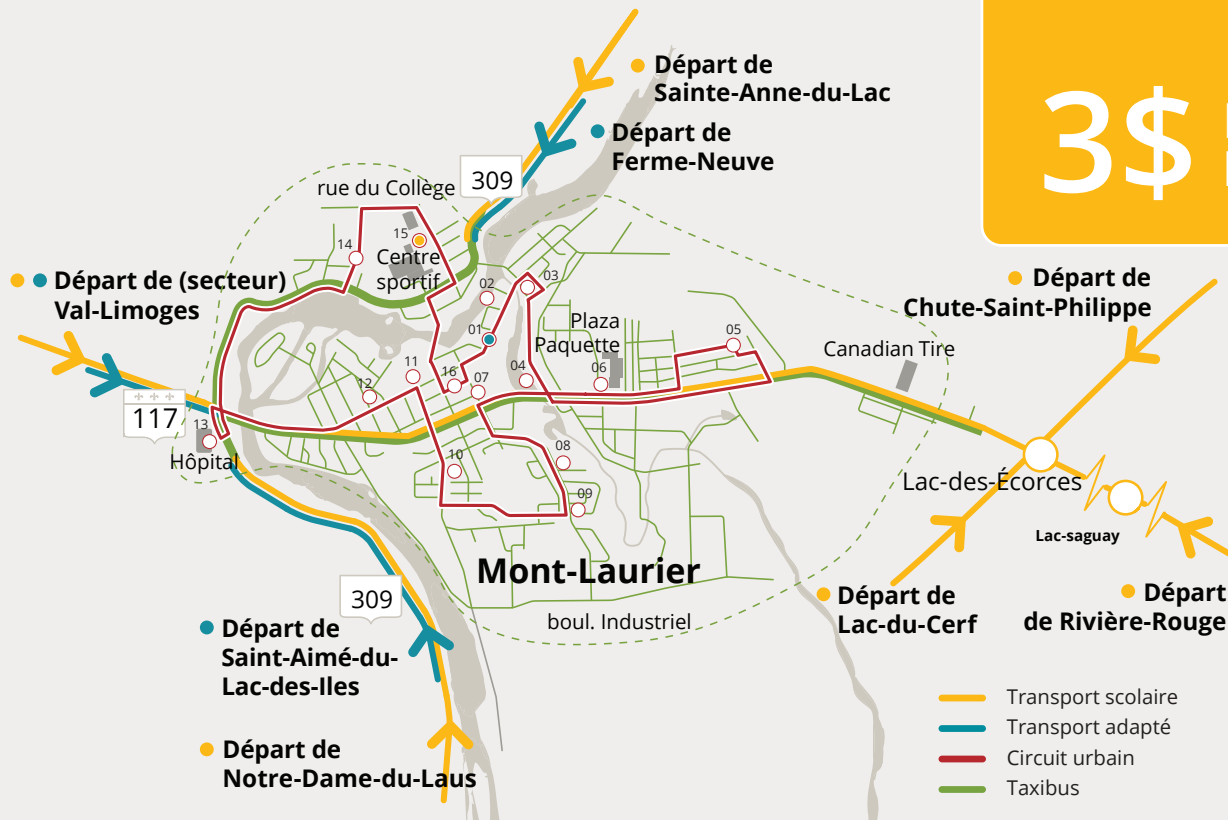 3$
Départ de
Sainte-Anne-du-Lac
Départ de
Ferme-Neuve
rue du Collège
309
15
14
Centre
sportif
Départ de (secteur)
Val-Limoges
Départ de
Chute-Saint-Philippe
02
03
01
Plaza
Paquette
05
Canadian Tire
11
12
16
07
04
06
117
13
Hôpital
10
08
09
Lac-des-Écorces
Lac-saguay
Mont-Laurier
boul. Industriel
309
Départ de
Lac-du-Cerf
Départ
de Rivière-Rouge
Départ de
Saint-Aimé-du-
Lac-des-Iles
Départ de
Notre-Dame-du-Laus
Transport scolaire
Transport adapté
Circuit urbain
Taxibus